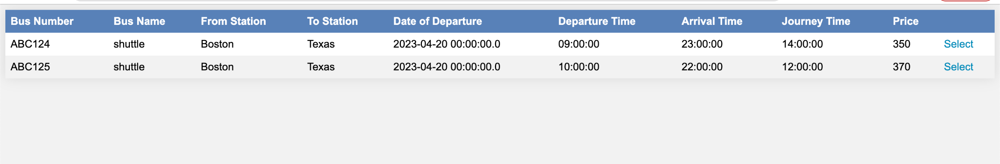 Bus Number Bus Name From Station To Station Date of Departure Departure Time Arrival Time Journey Time Price
ABC124 shuttle Boston Texas 2023-04-20 00:00:00.0 09:00:00 23:00:00 14:00:00 350 Select
ABC125 shuttle Boston Texas 2023-04-20 00:00:00.0 10:00:00 22:00:00 12:00:00 370 Select